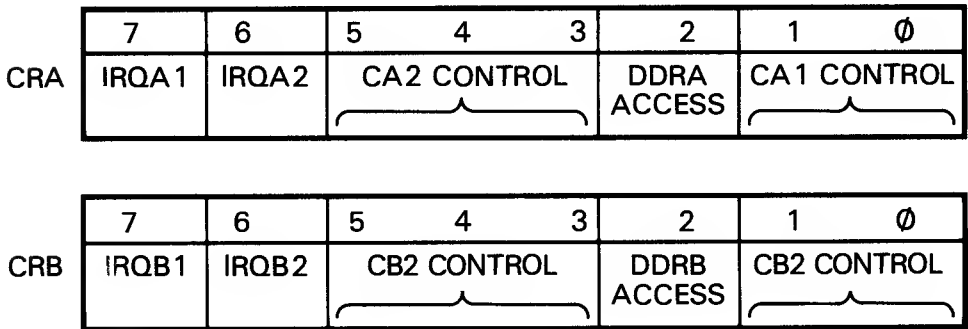 7 6 5 4 3 2 1 Ø
CRA IRQA1 IRQA2 CA2 CONTROL DDRA ACCESS CA1 CONTROL
7 6 5 4 3 2 1 Ø
CRB IRQB1 IRQB2 CB2 CONTROL DDRB ACCESS CB2 CONTROL